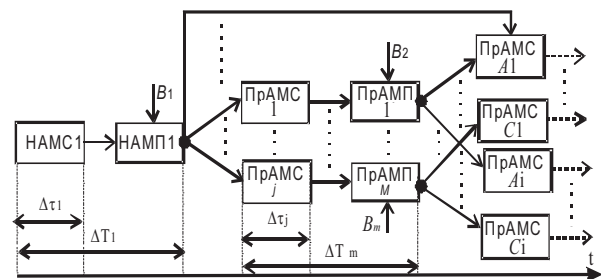 ПрАМС
A1
B1
B2
ПрАМС
1
ПрАМП
1
ПрАМС
C1
НАМС1
НАМП1
ПрАМС
j
ПрАМП
M
ПрАМС
Ai
Δτ1
Δτj
Bm
ПрАМС
Ci
ΔT1
ΔT m
t